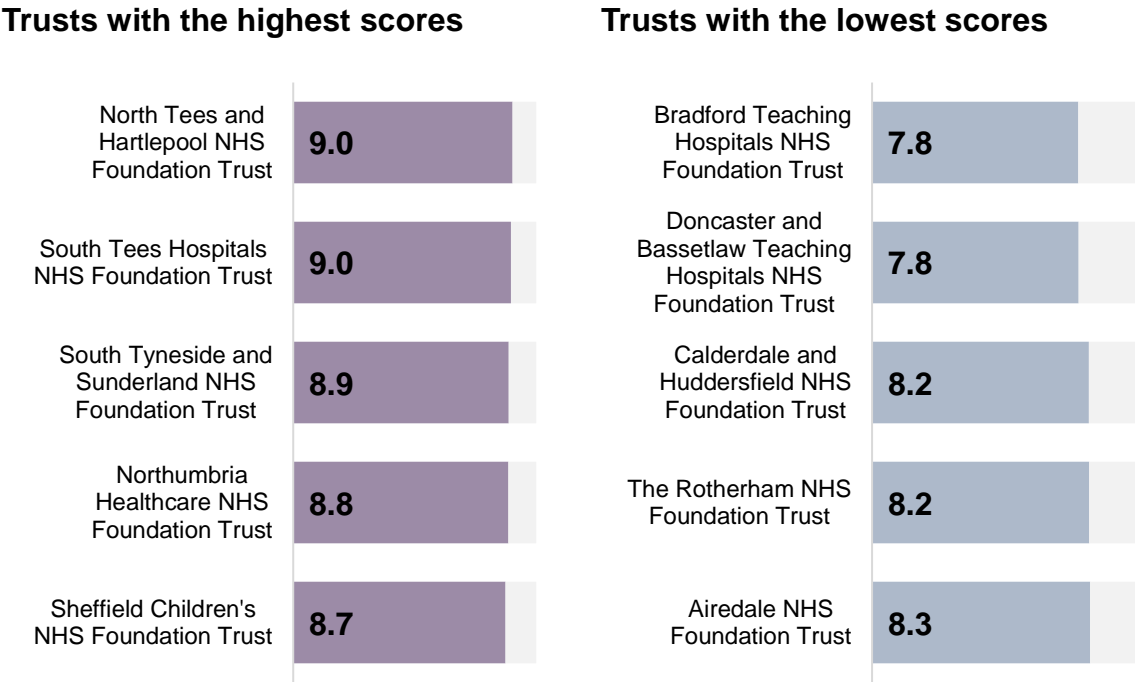 Trusts with the highest scores
North Tees and
Hartlepool NHS
Foundation Trust
9.0
South Tees Hospitals
NHS Foundation Trust
9.0
South Tyneside and
Sunderland NHS
Foundation Trust
8.9
Northumbria
Healthcare NHS
Foundation Trust
8.8
Sheffield Children's
NHS Foundation Trust
8.7
Trusts with the lowest scores
Bradford Teaching
Hospitals NHS
Foundation Trust
7.8
Doncaster and
Bassetlaw Teaching
Hospitals NHS
Foundation Trust
7.8
Calderdale and
Huddersfield NHS
Foundation Trust
8.2
The Rotherham NHS
Foundation Trust
8.2
Airedale NHS
Foundation Trust
8.3